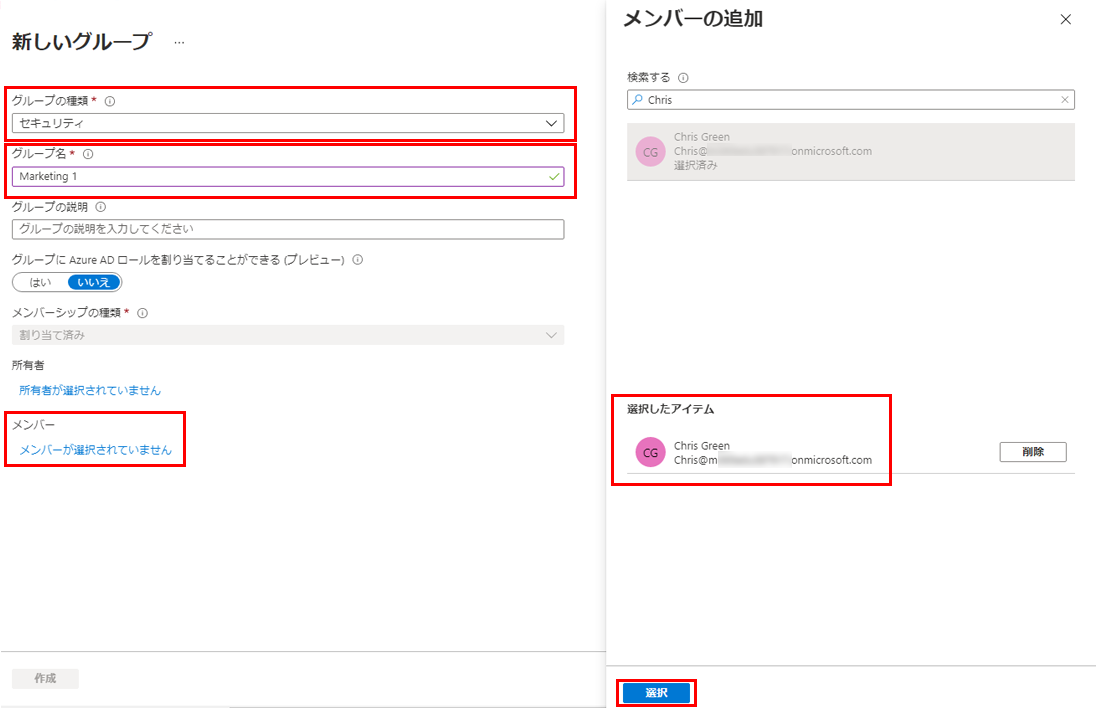 新しいグループ
…
グループの種類 *
セキュリティ
グループ名 *
Marketing 1
グループの説明
グループの説明を入力してください
グループに Azure AD ロールを割り当てることができる (プレビュー)
はい いいえ
メンバーシップの種類 *
割り当て済み
所有者
所有者が選択されていません
メンバー
メンバーが選択されていません
作成
メンバーの追加
検索する
Chris
CG
Chris Green
Chris@ onmicrosoft.com
選択済み
選択したアイテム
CG
Chris Green
Chris@m onmicrosoft.com
削除
選択